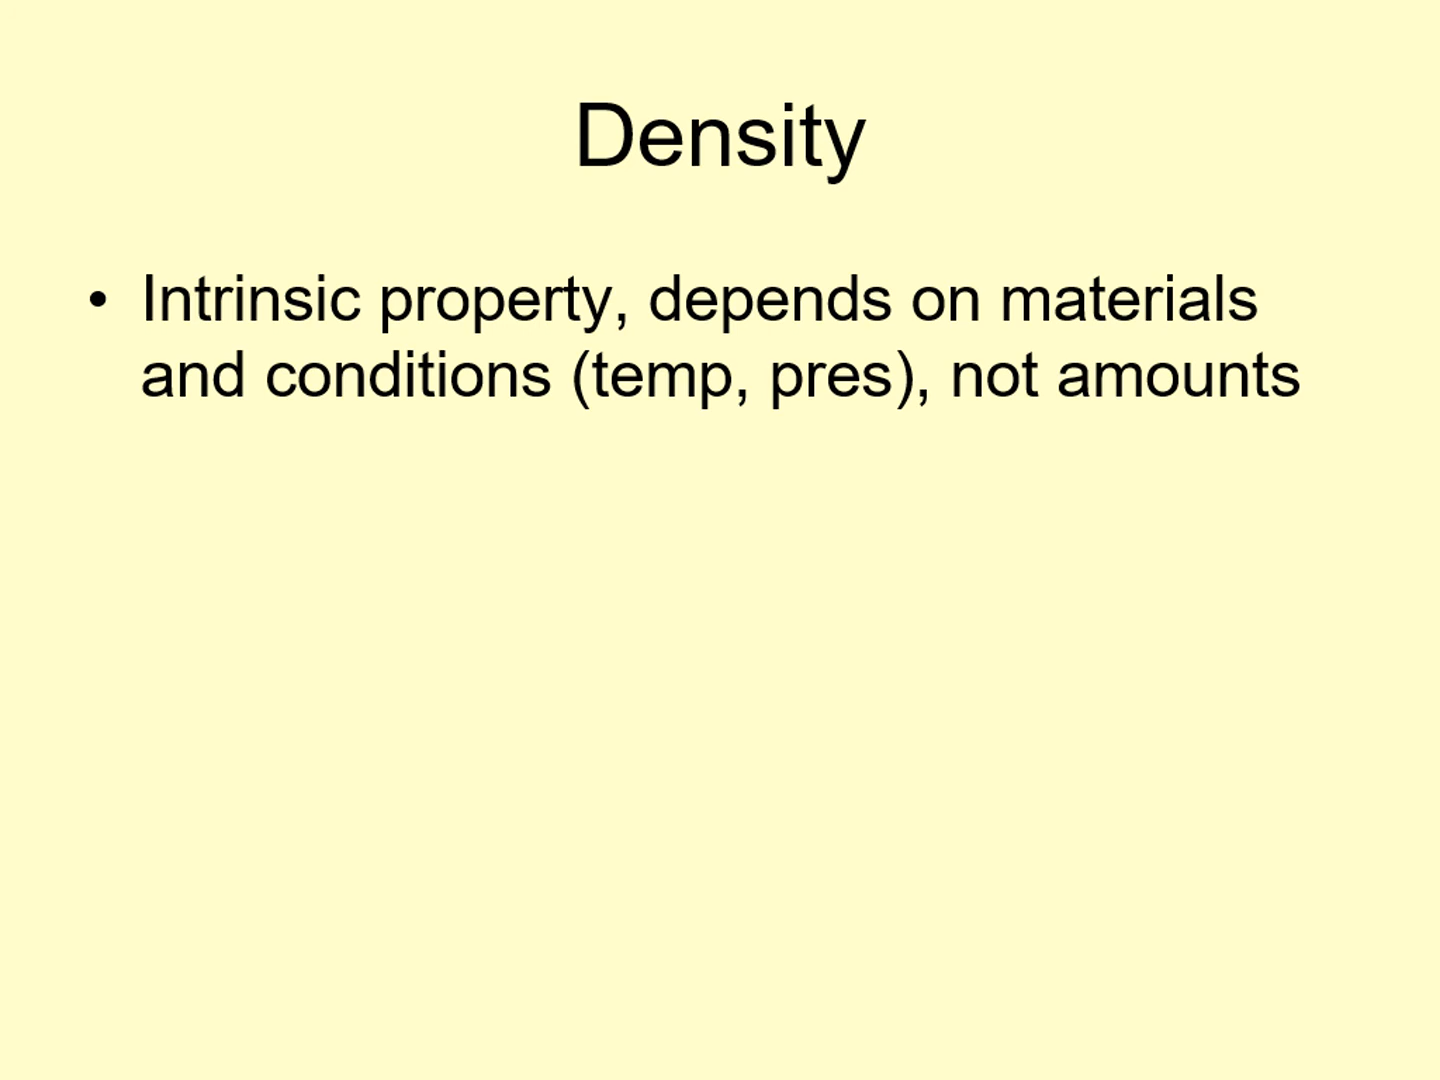 Density
• Intrinsic property, depends on materials
and conditions (temp, pres), not amounts